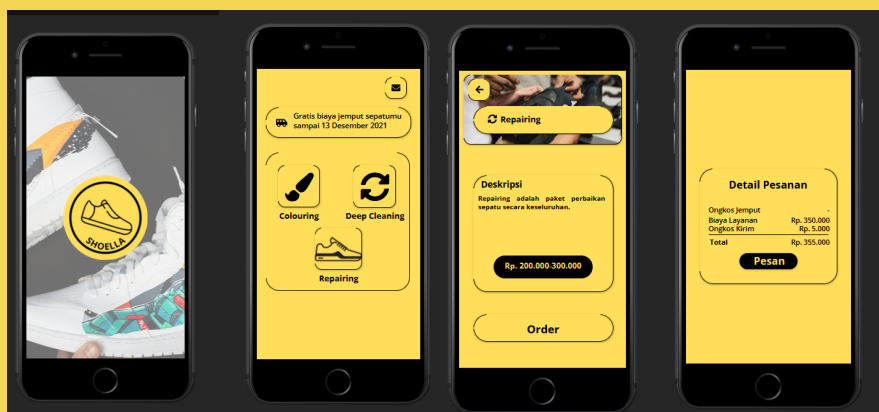 SHOELLA
Gratis biaya jemput sepatumu
sampai 13 Desember 2021
Colouring
Deep Cleaning
Repairing
Repairing
Deskripsi
Repairing adalah paket perbaikan
sepatu secara keseluruhan.
Rp. 200.000-300.000
Order
Detail Pesanan
Ongkos Jemput -
Biaya Layanan Rp. 350.000
Ongkos Kirim Rp. 5.000
Total Rp. 355.000
Pesan